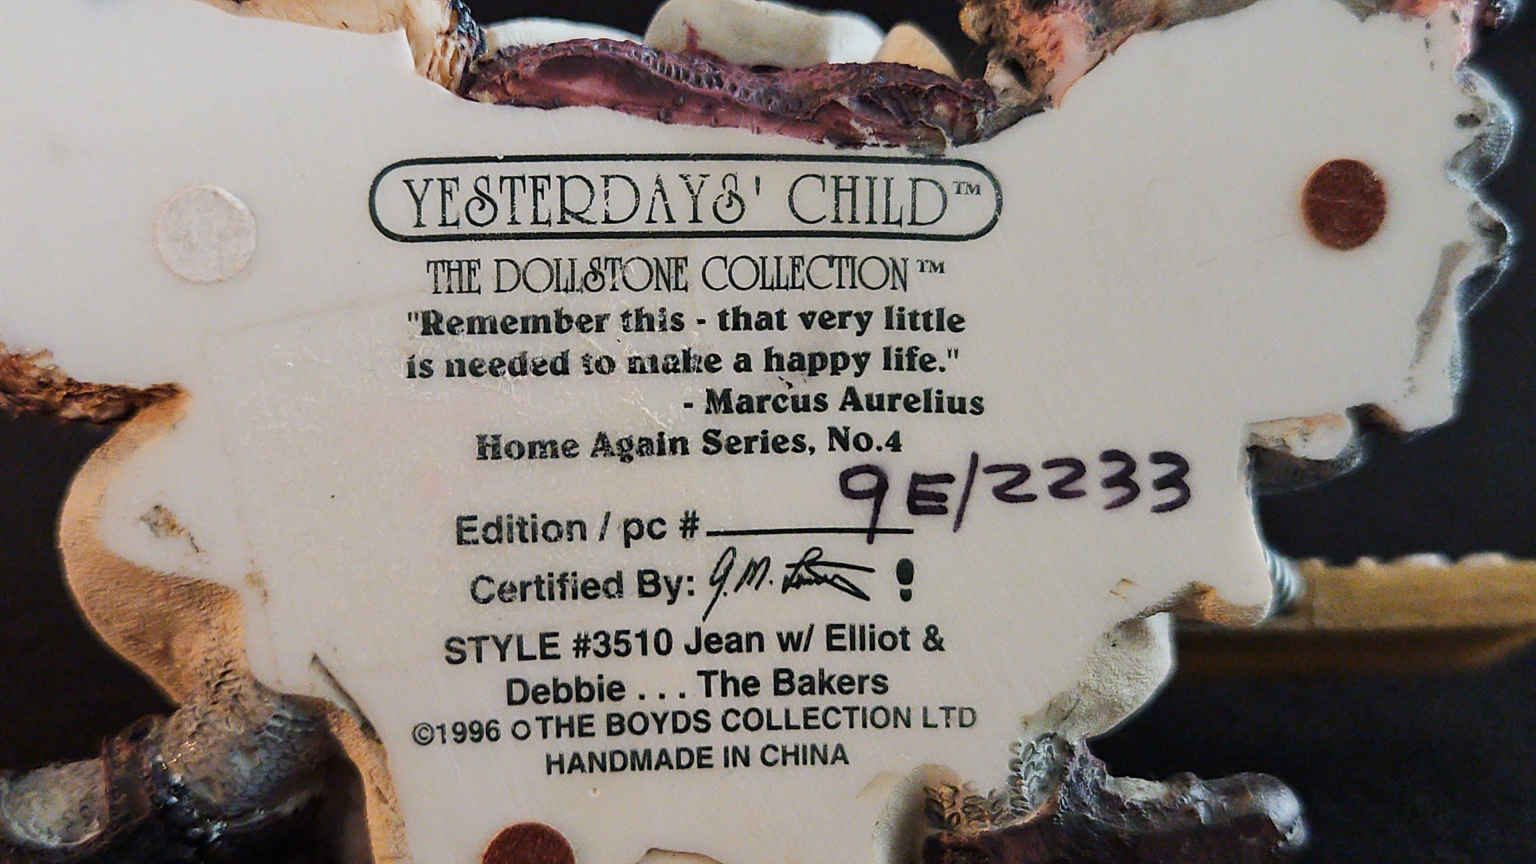 YESTERDAYS' CHILD™
THE DOLLSTONE COLLECTION™
"Remember this - that very little
is needed to make a happy life."
- Marcus Aurelius
Home Again Series, No.4
Edition / pc # 9E/2233
Certified By:
STYLE #3510 Jean w/ Elliot &
Debbie . . . The Bakers
©1996 THE BOYDS COLLECTION LTD
HANDMADE IN CHINA